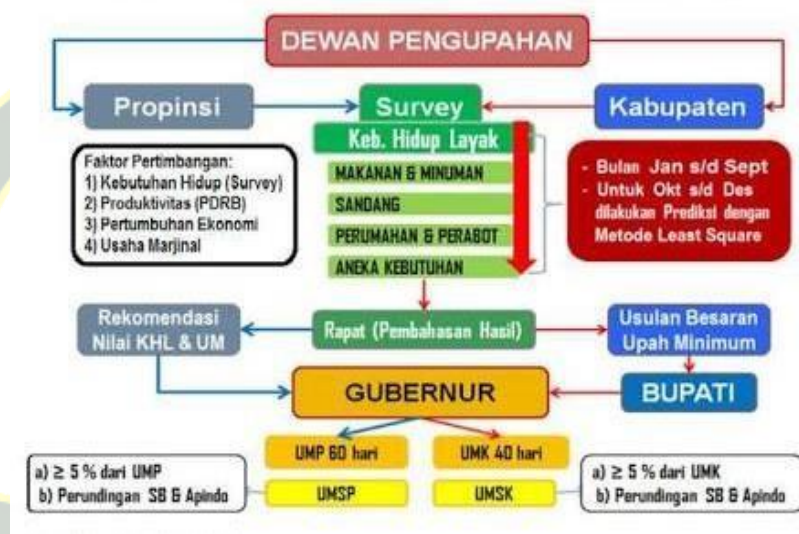 DEWAN PENGUPAHAN
Propinsi
Survey
Kabupaten
Keb. Hidup Layak
Faktor Pertimbangan:
1) Kebutuhan Hidup (Survey)
2) Produktivitas (PDRB)
3) Pertumbuhan Ekonomi
4) Usaha Marjinal
MAKANAN & MINUMAN
SANDANG
PERUMAHAN & PERABOT
ANEKA KEBUTUHAN
- Bulan Jan s/d Sept
- Untuk Okt s/d Des
dilakukan Prediksi dengan
Metode Least Square
Rekomendasi
Nilai KHL & UM
Rapat (Pembahasan Hasil)
Usulan Besaran
Upah Minimum
GUBERNUR
BUPATI
UMP 60 hari
UMK 40 hari
a) ≥ 5 % dari UMP
b) Perundingan SB & Apindo
UMSP
UMSK
a) ≥ 5 % dari UMK
b) Perundingan SB & Apindo